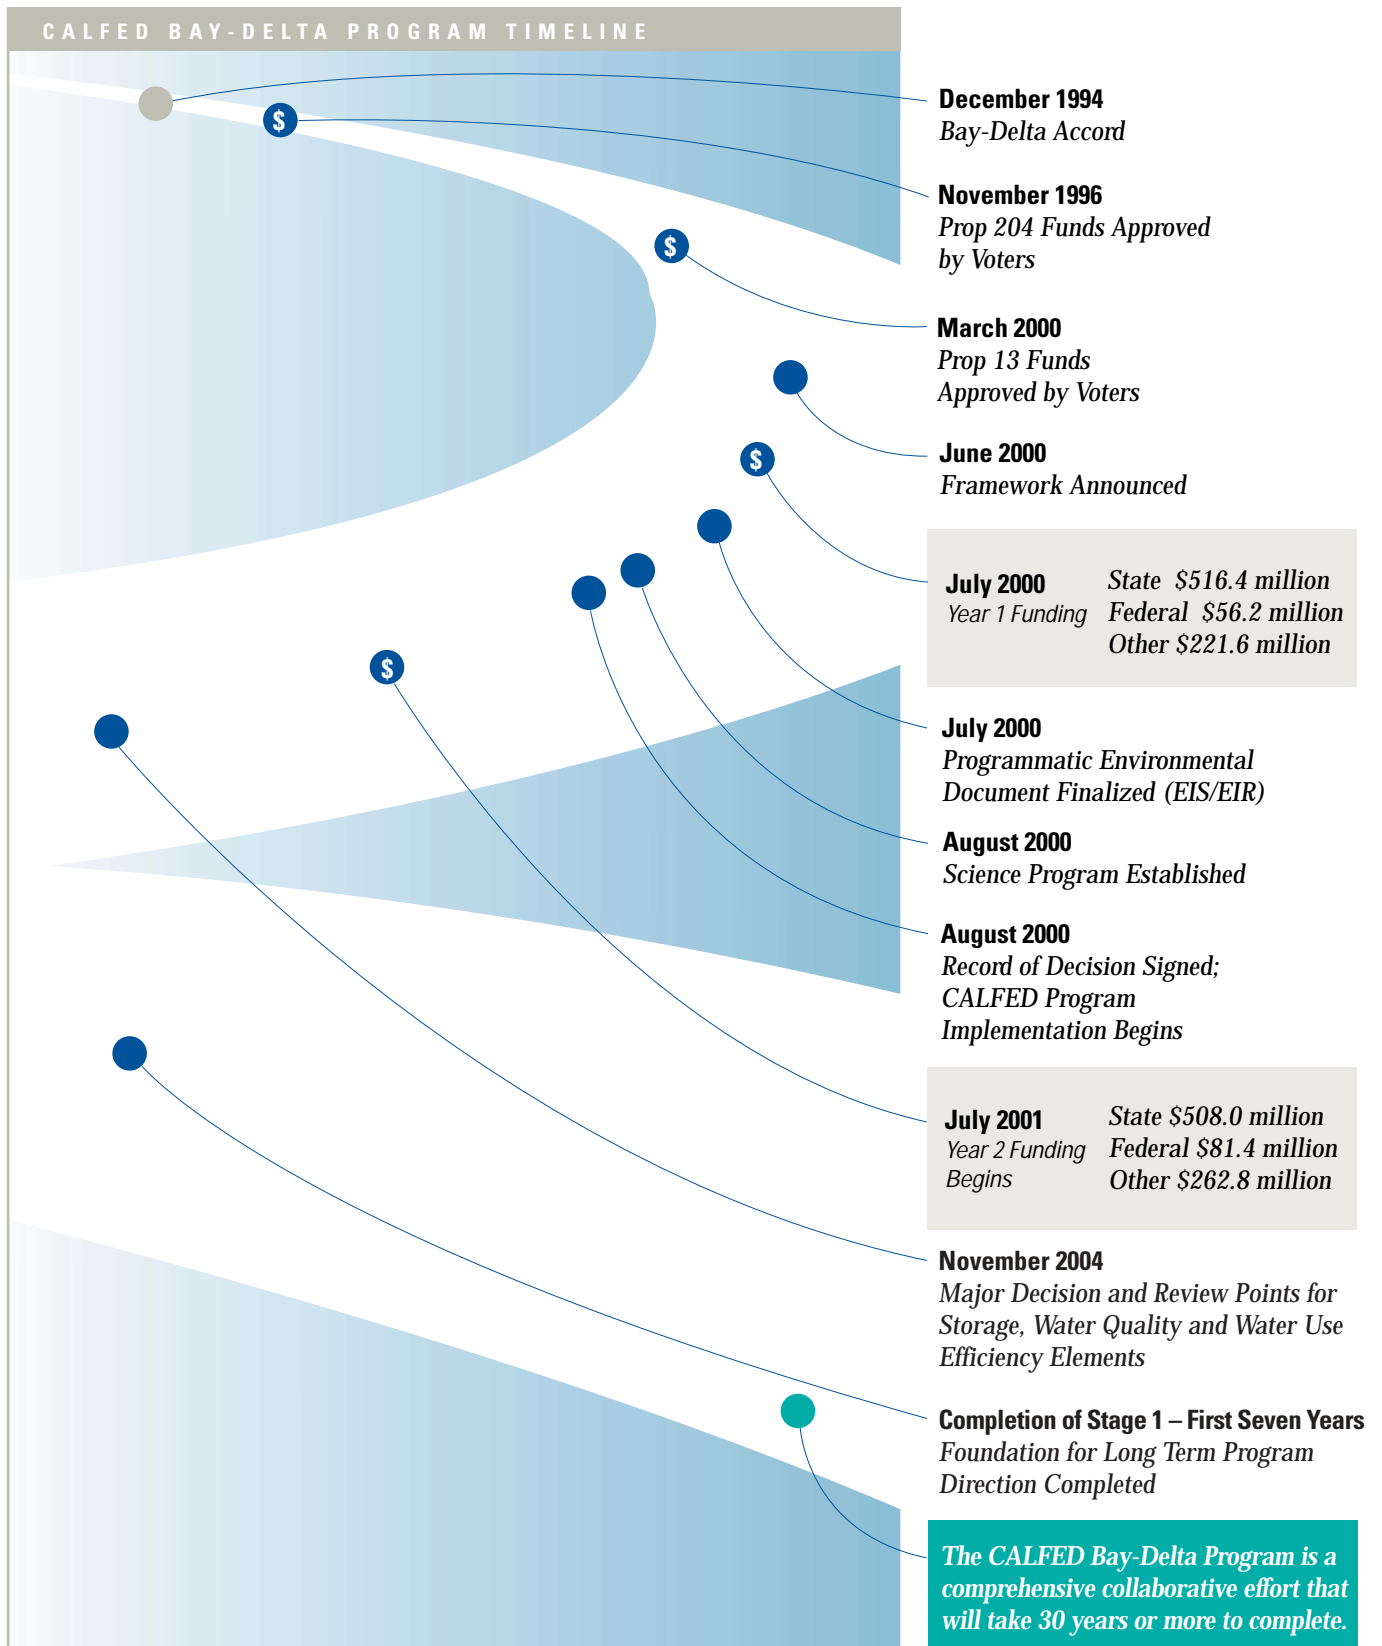 CALFED BAY-DELTA PROGRAM TIMELINE
December 1994
Bay-Delta Accord
$
November 1996
Prop 204 Funds Approved
by Voters
$
March 2000
Prop 13 Funds
Approved by Voters
June 2000
Framework Announced
$
July 2000
Year 1 Funding
State $516.4 million
Federal $56.2 million
Other $221.6 million
July 2000
Programmatic Environmental
Document Finalized (EIS/EIR)
August 2000
Science Program Established
August 2000
Record of Decision Signed;
CALFED Program
Implementation Begins
$
July 2001
Year 2 Funding
Begins
State $508.0 million
Federal $81.4 million
Other $262.8 million
November 2004
Major Decision and Review Points for
Storage, Water Quality and Water Use
Efficiency Elements
Completion of Stage 1 – First Seven Years
Foundation for Long Term Program
Direction Completed
The CALFED Bay-Delta Program is a
comprehensive collaborative effort that
will take 30 years or more to complete.